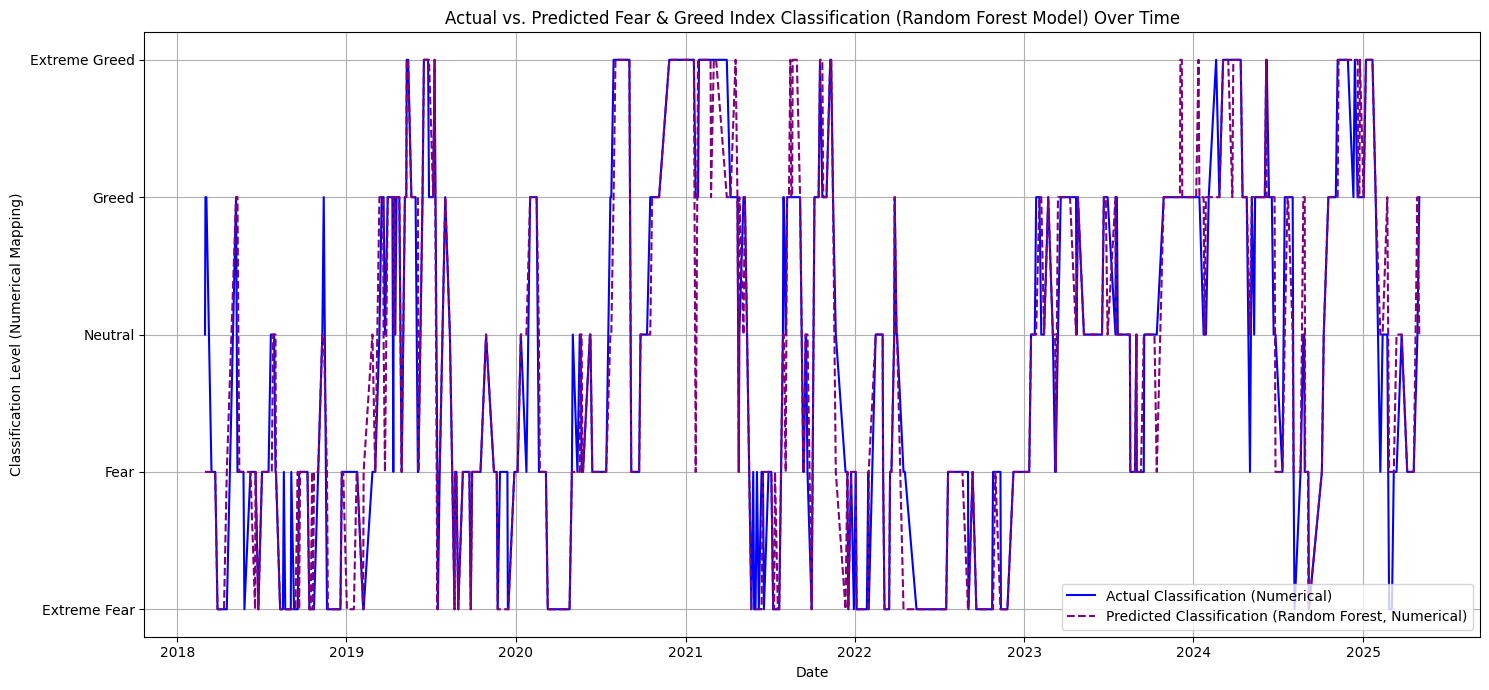 Actual vs. Predicted Fear & Greed Index Classification (Random Forest Model) Over Time
Classification Level (Numerical Mapping)
Extreme Greed
Greed
Neutral
Fear
Extreme Fear
Actual Classification (Numerical)
Predicted Classification (Random Forest, Numerical)
2018 2019 2020 2021 2022 2023 2024 2025
Date